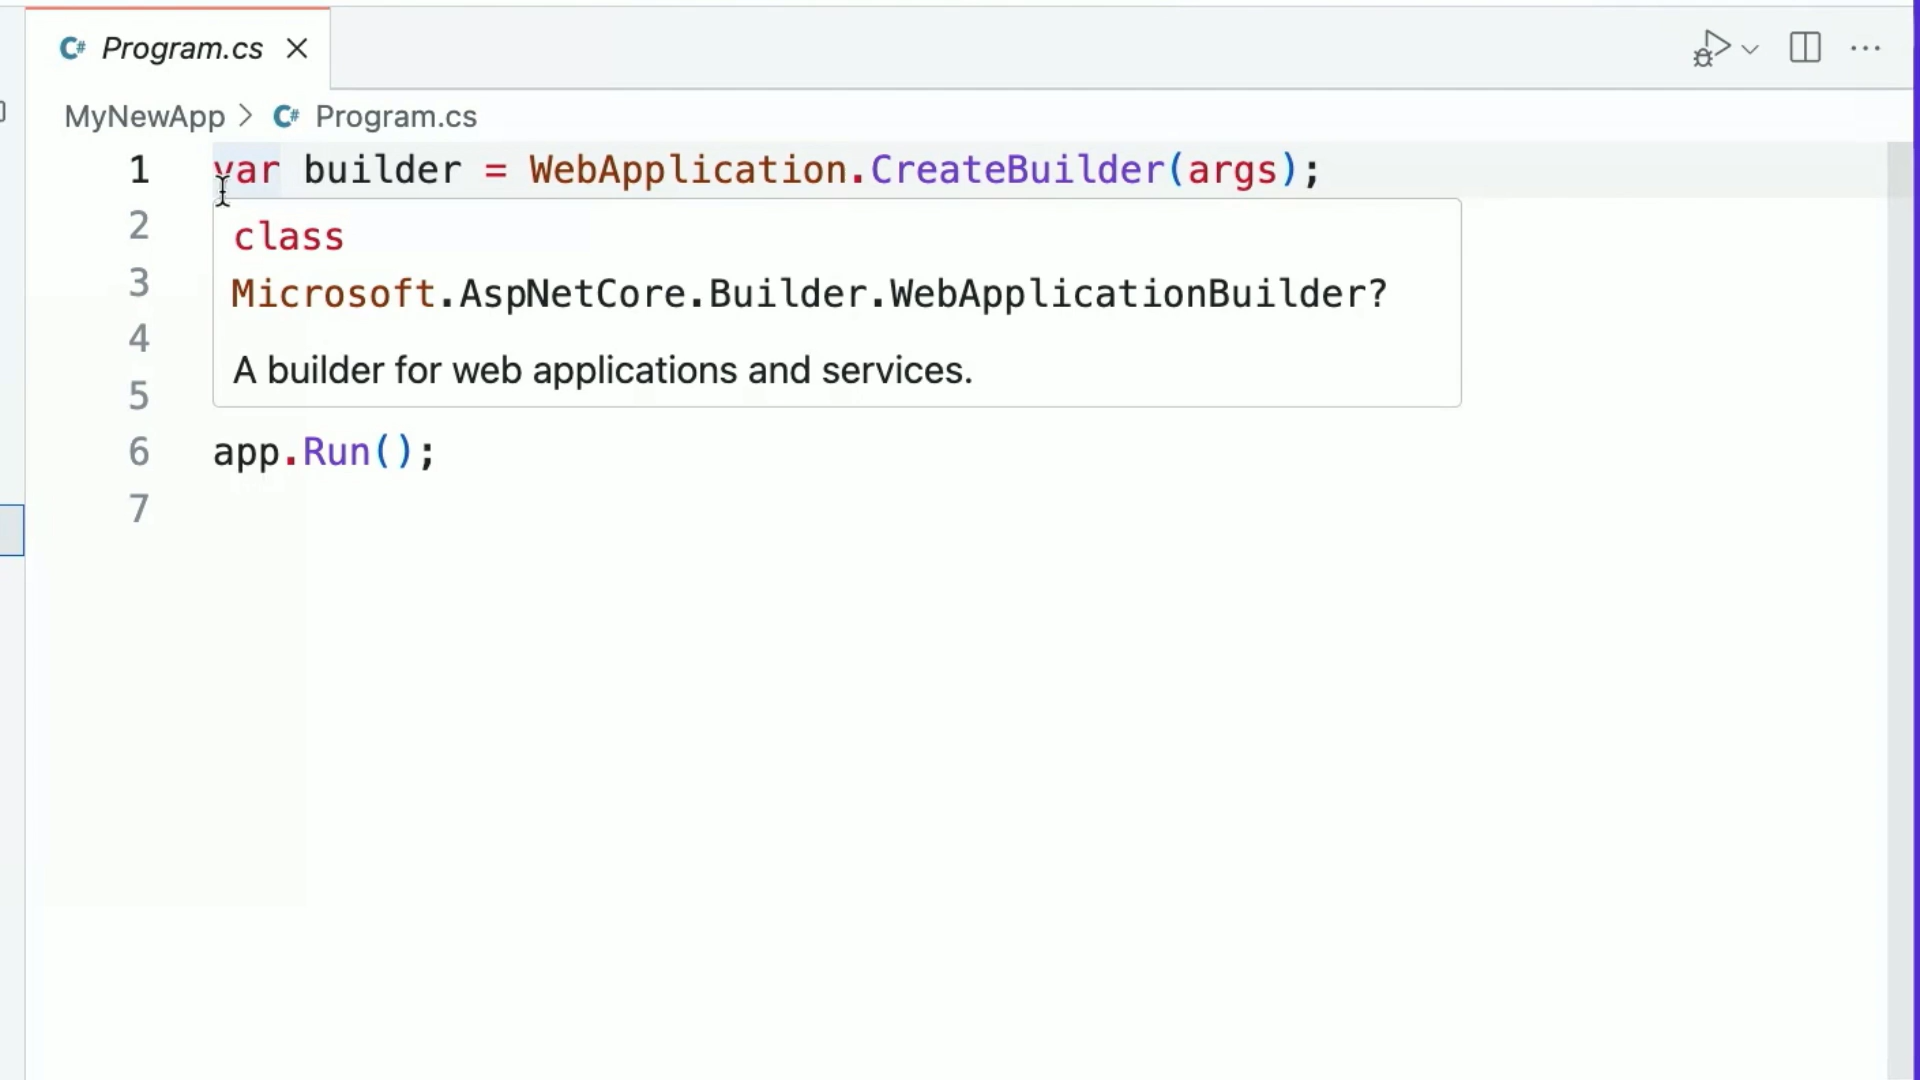 C# Program.cs
MyNewApp > C# Program.cs
1 var builder = WebApplication.CreateBuilder(args);
2
class
3
Microsoft.AspNetCore.Builder.WebApplicationBuilder?
4
A builder for web applications and services.
5
6 app.Run();
7